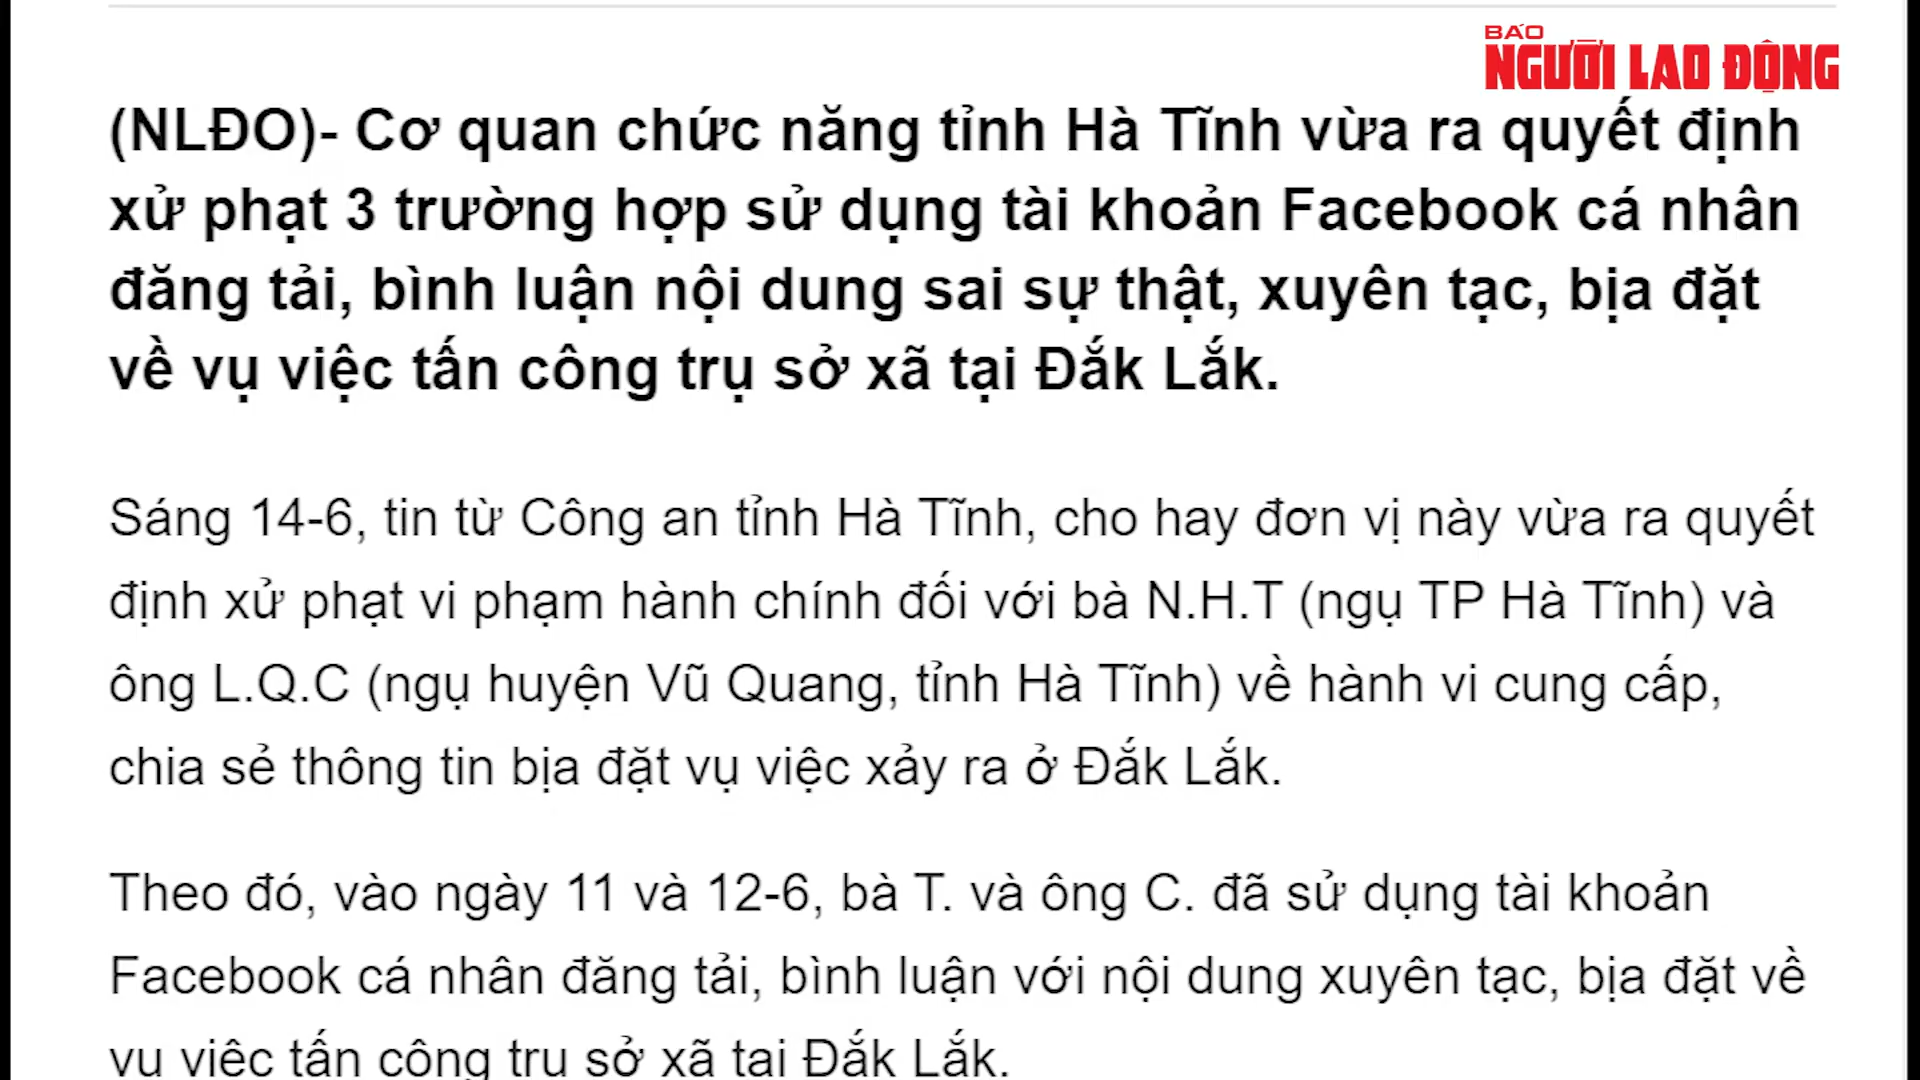 BÁO
NGƯỜI LAO ĐỘNG
(NLĐO)- Cơ quan chức năng tỉnh Hà Tĩnh vừa ra quyết định
xử phạt 3 trường hợp sử dụng tài khoản Facebook cá nhân
đăng tải, bình luận nội dung sai sự thật, xuyên tạc, bịa đặt
về vụ việc tấn công trụ sở xã tại Đắk Lắk.
Sáng 14-6, tin từ Công an tỉnh Hà Tĩnh, cho hay đơn vị này vừa ra quyết
định xử phạt vi phạm hành chính đối với bà N.H.T (ngụ TP Hà Tĩnh) và
ông L.Q.C (ngụ huyện Vũ Quang, tỉnh Hà Tĩnh) về hành vi cung cấp,
chia sẻ thông tin bịa đặt vụ việc xảy ra ở Đắk Lắk.
Theo đó, vào ngày 11 và 12-6, bà T. và ông C. đã sử dụng tài khoản
Facebook cá nhân đăng tải, bình luận với nội dung xuyên tạc, bịa đặt về
vụ việc tấn công trụ sở xã tại Đắk Lắk.